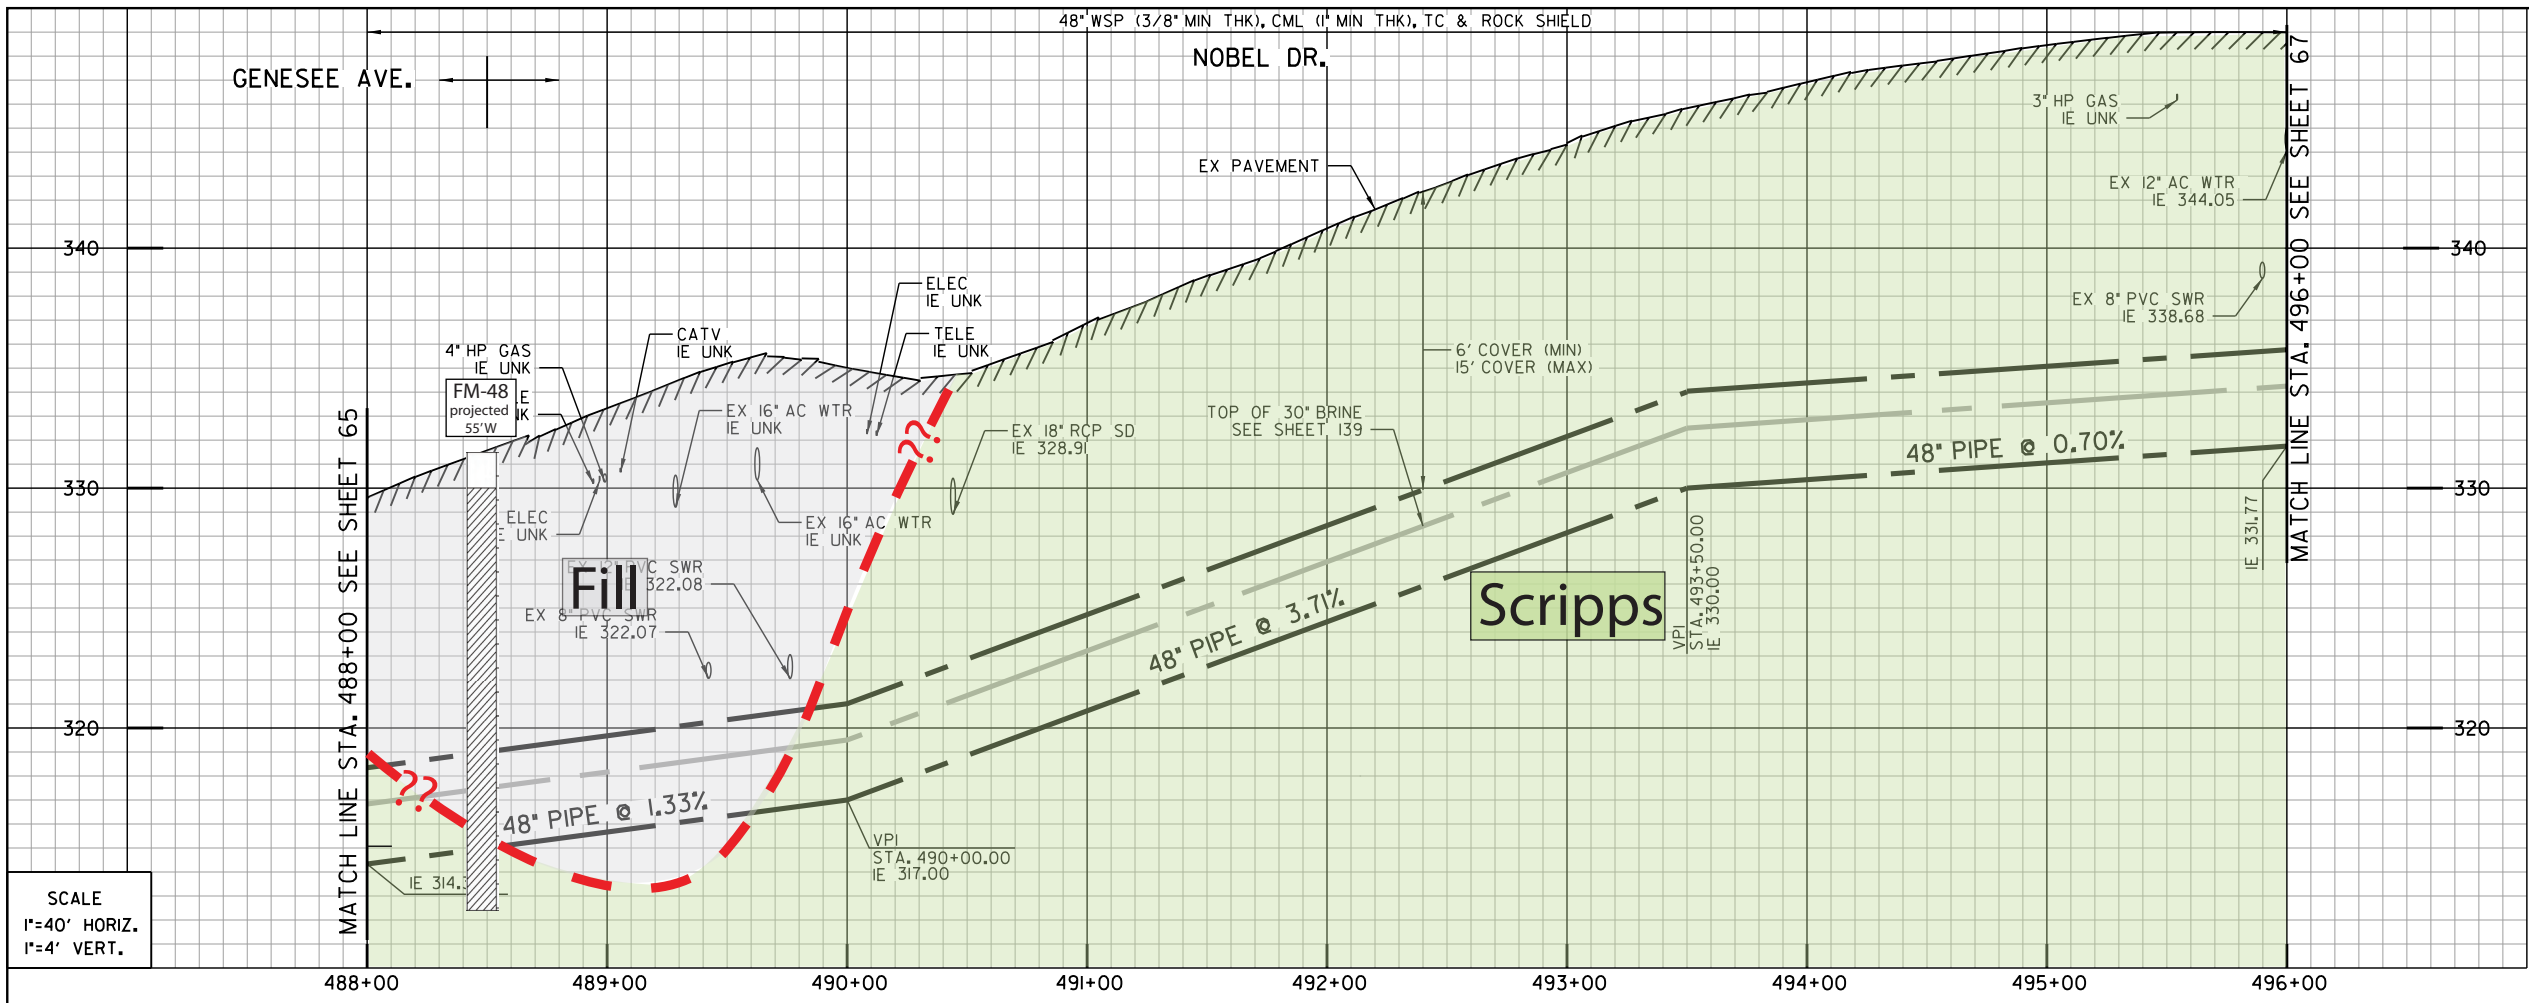 48" WSP (3/8" MIN THK), CML (1" MIN THK), TC & ROCK SHIELD
NOBEL DR.
GENESEE AVE.
3" HP GAS
IE UNK
EX PAVEMENT
EX 12" AC WTR
IE 344.05
340
340
ELEC
IE UNK
EX 8" PVC SWR
IE 338.68
CATV
IE UNK
TELE
IE UNK
4" HP GAS
IE UNK
6' COVER (MIN)
15' COVER (MAX)
FM-48
projected
55'W
EX 16" AC WTR
IE UNK
TOP OF 30" BRINE
SEE SHEET 139
EX 18" RCP SD
IE 328.91
??
48" PIPE @ 0.70%
330
330
ELEC
UNK
EX 16" AC WTR
IE UNK
IE 331.77
EX 12" PVC SWR
322.08
Fill
EX 8" PVC SWR
IE 322.07
Scripps
VPI
STA. 493+50.00
IE 330.00
48" PIPE @ 3.71%
320
320
??
48" PIPE @ 1.33%
VPI
STA. 490+00.00
IE 317.00
IE 314.
MATCH LINE STA. 488+00 SEE SHEET 65
MATCH LINE STA. 496+00 SEE SHEET 67
SCALE
1"=40' HORIZ.
1"=4' VERT.
488+00 489+00 490+00 491+00 492+00 493+00 494+00 495+00 496+00